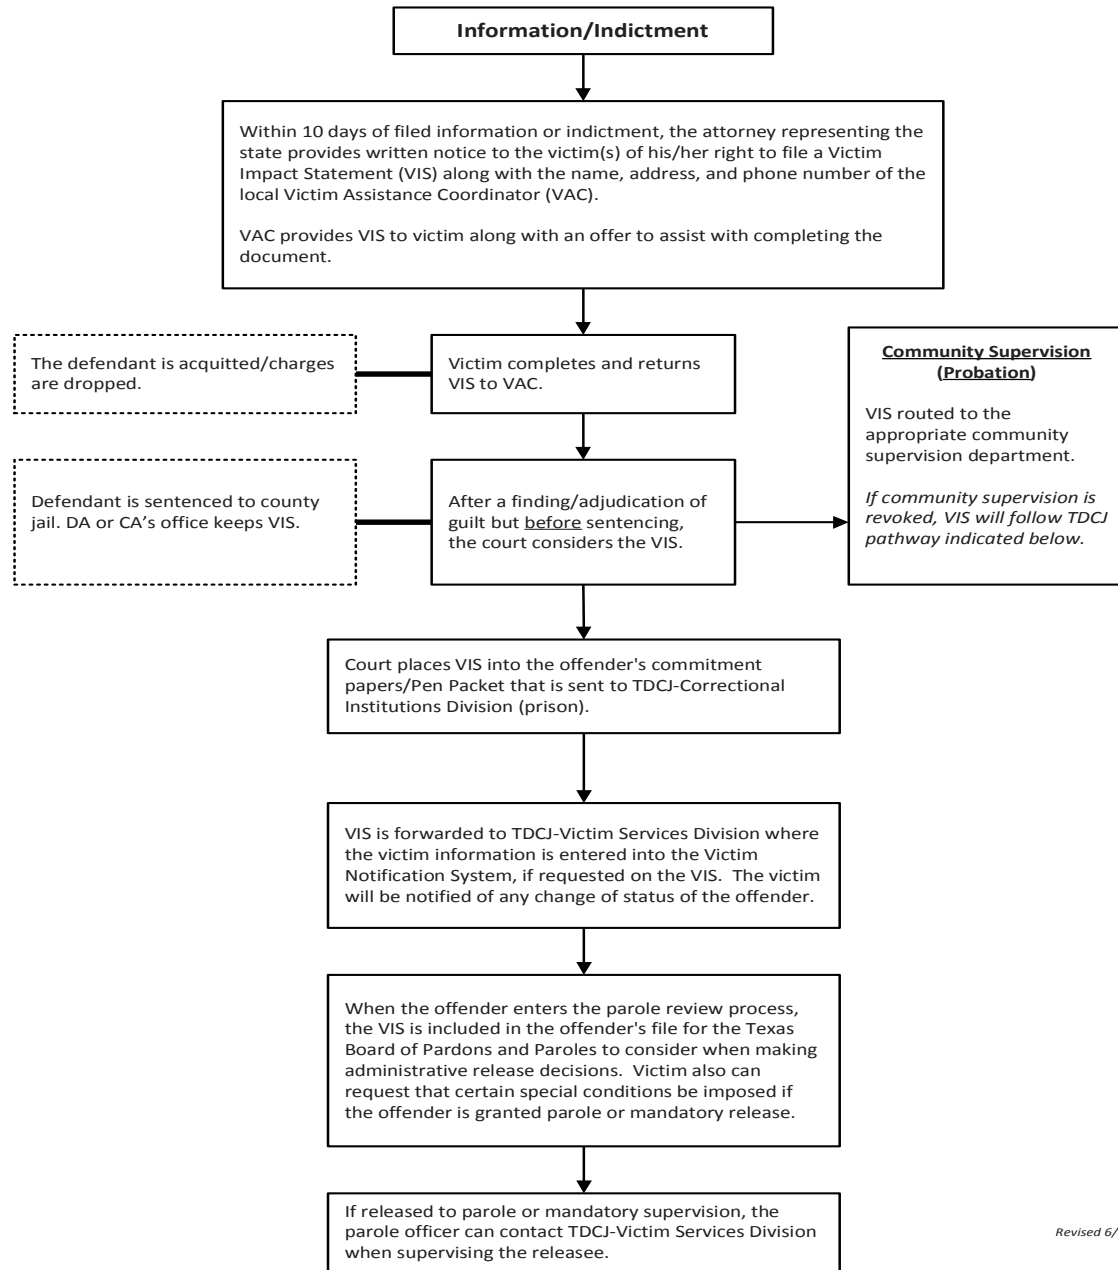 Information/Indictment
Within 10 days of filed information or indictment, the attorney representing the
state provides written notice to the victim(s) of his/her right to file a Victim
Impact Statement (VIS) along with the name, address, and phone number of the
local Victim Assistance Coordinator (VAC).
VAC provides VIS to victim along with an offer to assist with completing the
document.
The defendant is acquitted/charges
are dropped.
Victim completes and returns
VIS to VAC.
Community Supervision
(Probation)
VIS routed to the
appropriate community
supervision department.
If community supervision is
revoked, VIS will follow TDCJ
pathway indicated below.
Defendant is sentenced to county
jail. DA or CA's office keeps VIS.
After a finding/adjudication of
guilt but before sentencing,
the court considers the VIS.
Court places VIS into the offender's commitment
papers/Pen Packet that is sent to TDCJ-Correctional
Institutions Division (prison).
VIS is forwarded to TDCJ-Victim Services Division where
the victim information is entered into the Victim
Notification System, if requested on the VIS.  The victim
will be notified of any change of status of the offender.
When the offender enters the parole review process,
the VIS is included in the offender's file for the Texas
Board of Pardons and Paroles to consider when making
administrative release decisions.  Victim also can
request that certain special conditions be imposed if
the offender is granted parole or mandatory release.
If released to parole or mandatory supervision, the
parole officer can contact TDCJ-Victim Services Division
when supervising the releasee.
Revised 6/